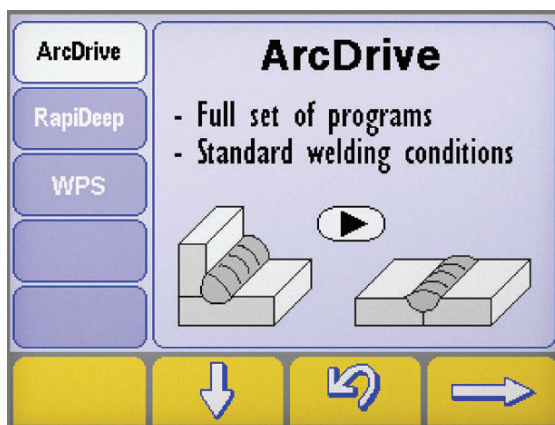 ArcDrive
RapiDeep
WPS
ArcDrive
- Full set of programs
- Standard welding conditions